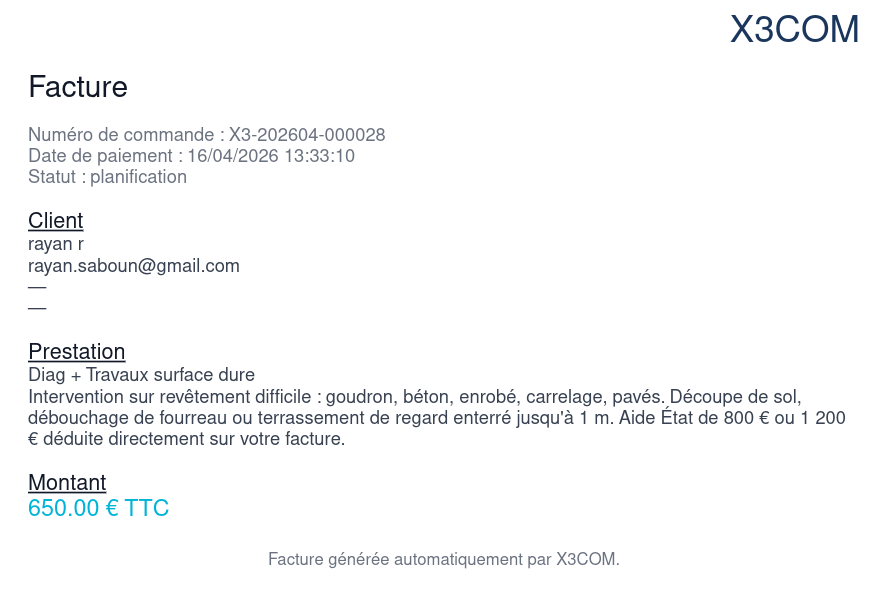 X3COM
Facture
Numéro de commande : X3-202604-000028
Date de paiement : 16/04/2026 13:33:10
Statut : planification
Client
rayan r
rayan.saboun@gmail.com
—
—
Prestation
Diag + Travaux surface dure
Intervention sur revêtement difficile : goudron, béton, enrobé, carrelage, pavés. Découpe de sol,
débouchage de fourreau ou terrassement de regard enterré jusqu'à 1 m. Aide État de 800 € ou 1 200
€ déduite directement sur votre facture.
Montant
650.00 € TTC
Facture générée automatiquement par X3COM.